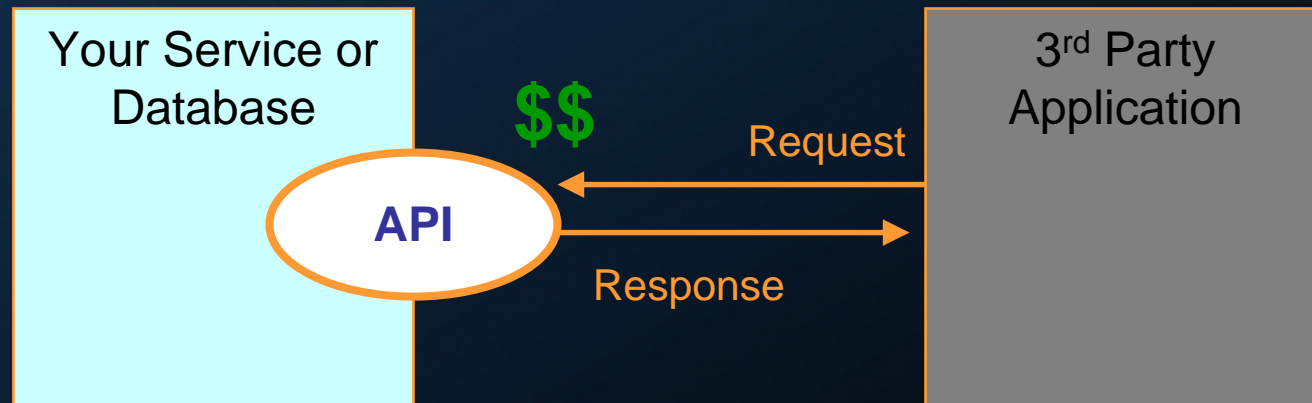 Your Service or
Database
$$
Request
API
Response
3rd Party
Application